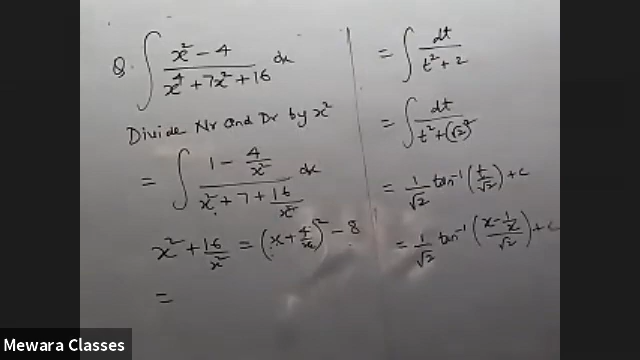 Q. ∫ (x² - 4)/(x⁴ + 7x² + 16) dx
Divide Nr and Dr by x²
= ∫ (1 - 4/x²)/(x² + 7 + 16/x²) dx
x² + 16/x² = (x + 4/x)² - 8
=
= ∫ dt/(t² + 2)
= ∫ dt/(t² + (√2)²)
= 1/√2 tan⁻¹(t/√2) + c
= 1/√2 tan⁻¹((x - 1/x)/√2) + c
Mewara Classes